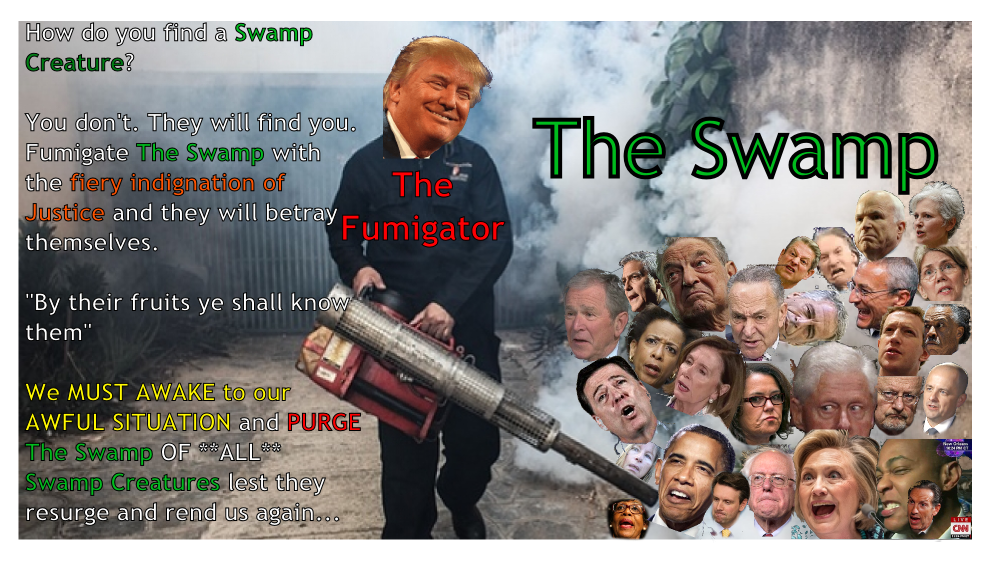 How do you find a Swamp
Creature?
You don't. They will find you.
Fumigate The Swamp with
the fiery indignation of
Justice and they will betray
themselves.
"By their fruits ye shall know
them"
We MUST AWAKE to our
AWFUL SITUATION and PURGE
The Swamp OF **ALL**
Swamp Creatures lest they
resurge and rend us again...
The
Fumigator
The Swamp
New Orleans
LIVE
CNN